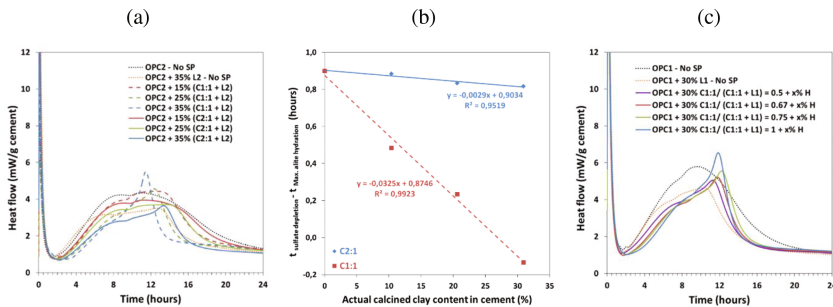 (a)
Heat flow (mW/g cement)
12
10
8
6
4
2
0
OPC2 - No SP
OPC2 + 35% L2 - No SP
OPC2 + 15% (C1:1 + L2)
OPC2 + 25% (C1:1 + L2)
OPC2 + 35% (C1:1 + L2)
OPC2 + 15% (C2:1 + L2)
OPC2 + 25% (C2:1 + L2)
OPC2 + 35% (C2:1 + L2)
0 4 8 12 16 20 24
Time (hours)
(b)
t sulfate depletion - t Max. alite hydration (hours)
1,0
0,8
0,6
0,4
0,2
0,0
-0,2
y = -0,0029x + 0,9034
R² = 0,9519
y = -0,0325x + 0,8746
R² = 0,9923
C2:1
C1:1
0 5 10 15 20 25 30 35
Actual calcined clay content in cement (%)
(c)
Heat flow (mW/g cement)
12
10
8
6
4
2
0
OPC1 - No SP
OPC1 + 30% L1 - No SP
OPC1 + 30% C1:1/ (C1:1 + L1) = 0.5 + x% H
OPC1 + 30% C1:1/ (C1:1 + L1) = 0.67 + x% H
OPC1 + 30% C1:1/ (C1:1 + L1) = 0.75 + x% H
OPC1 + 30% C1:1/ (C1:1 + L1) = 1 + x% H
0 4 8 12 16 20 24
Time (hours)